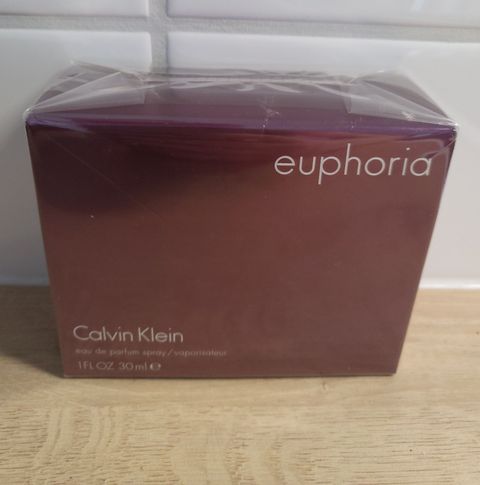 euphoria
Calvin Klein
eau de parfum spray/vaporisateur
1 FL OZ 30 ml ℮